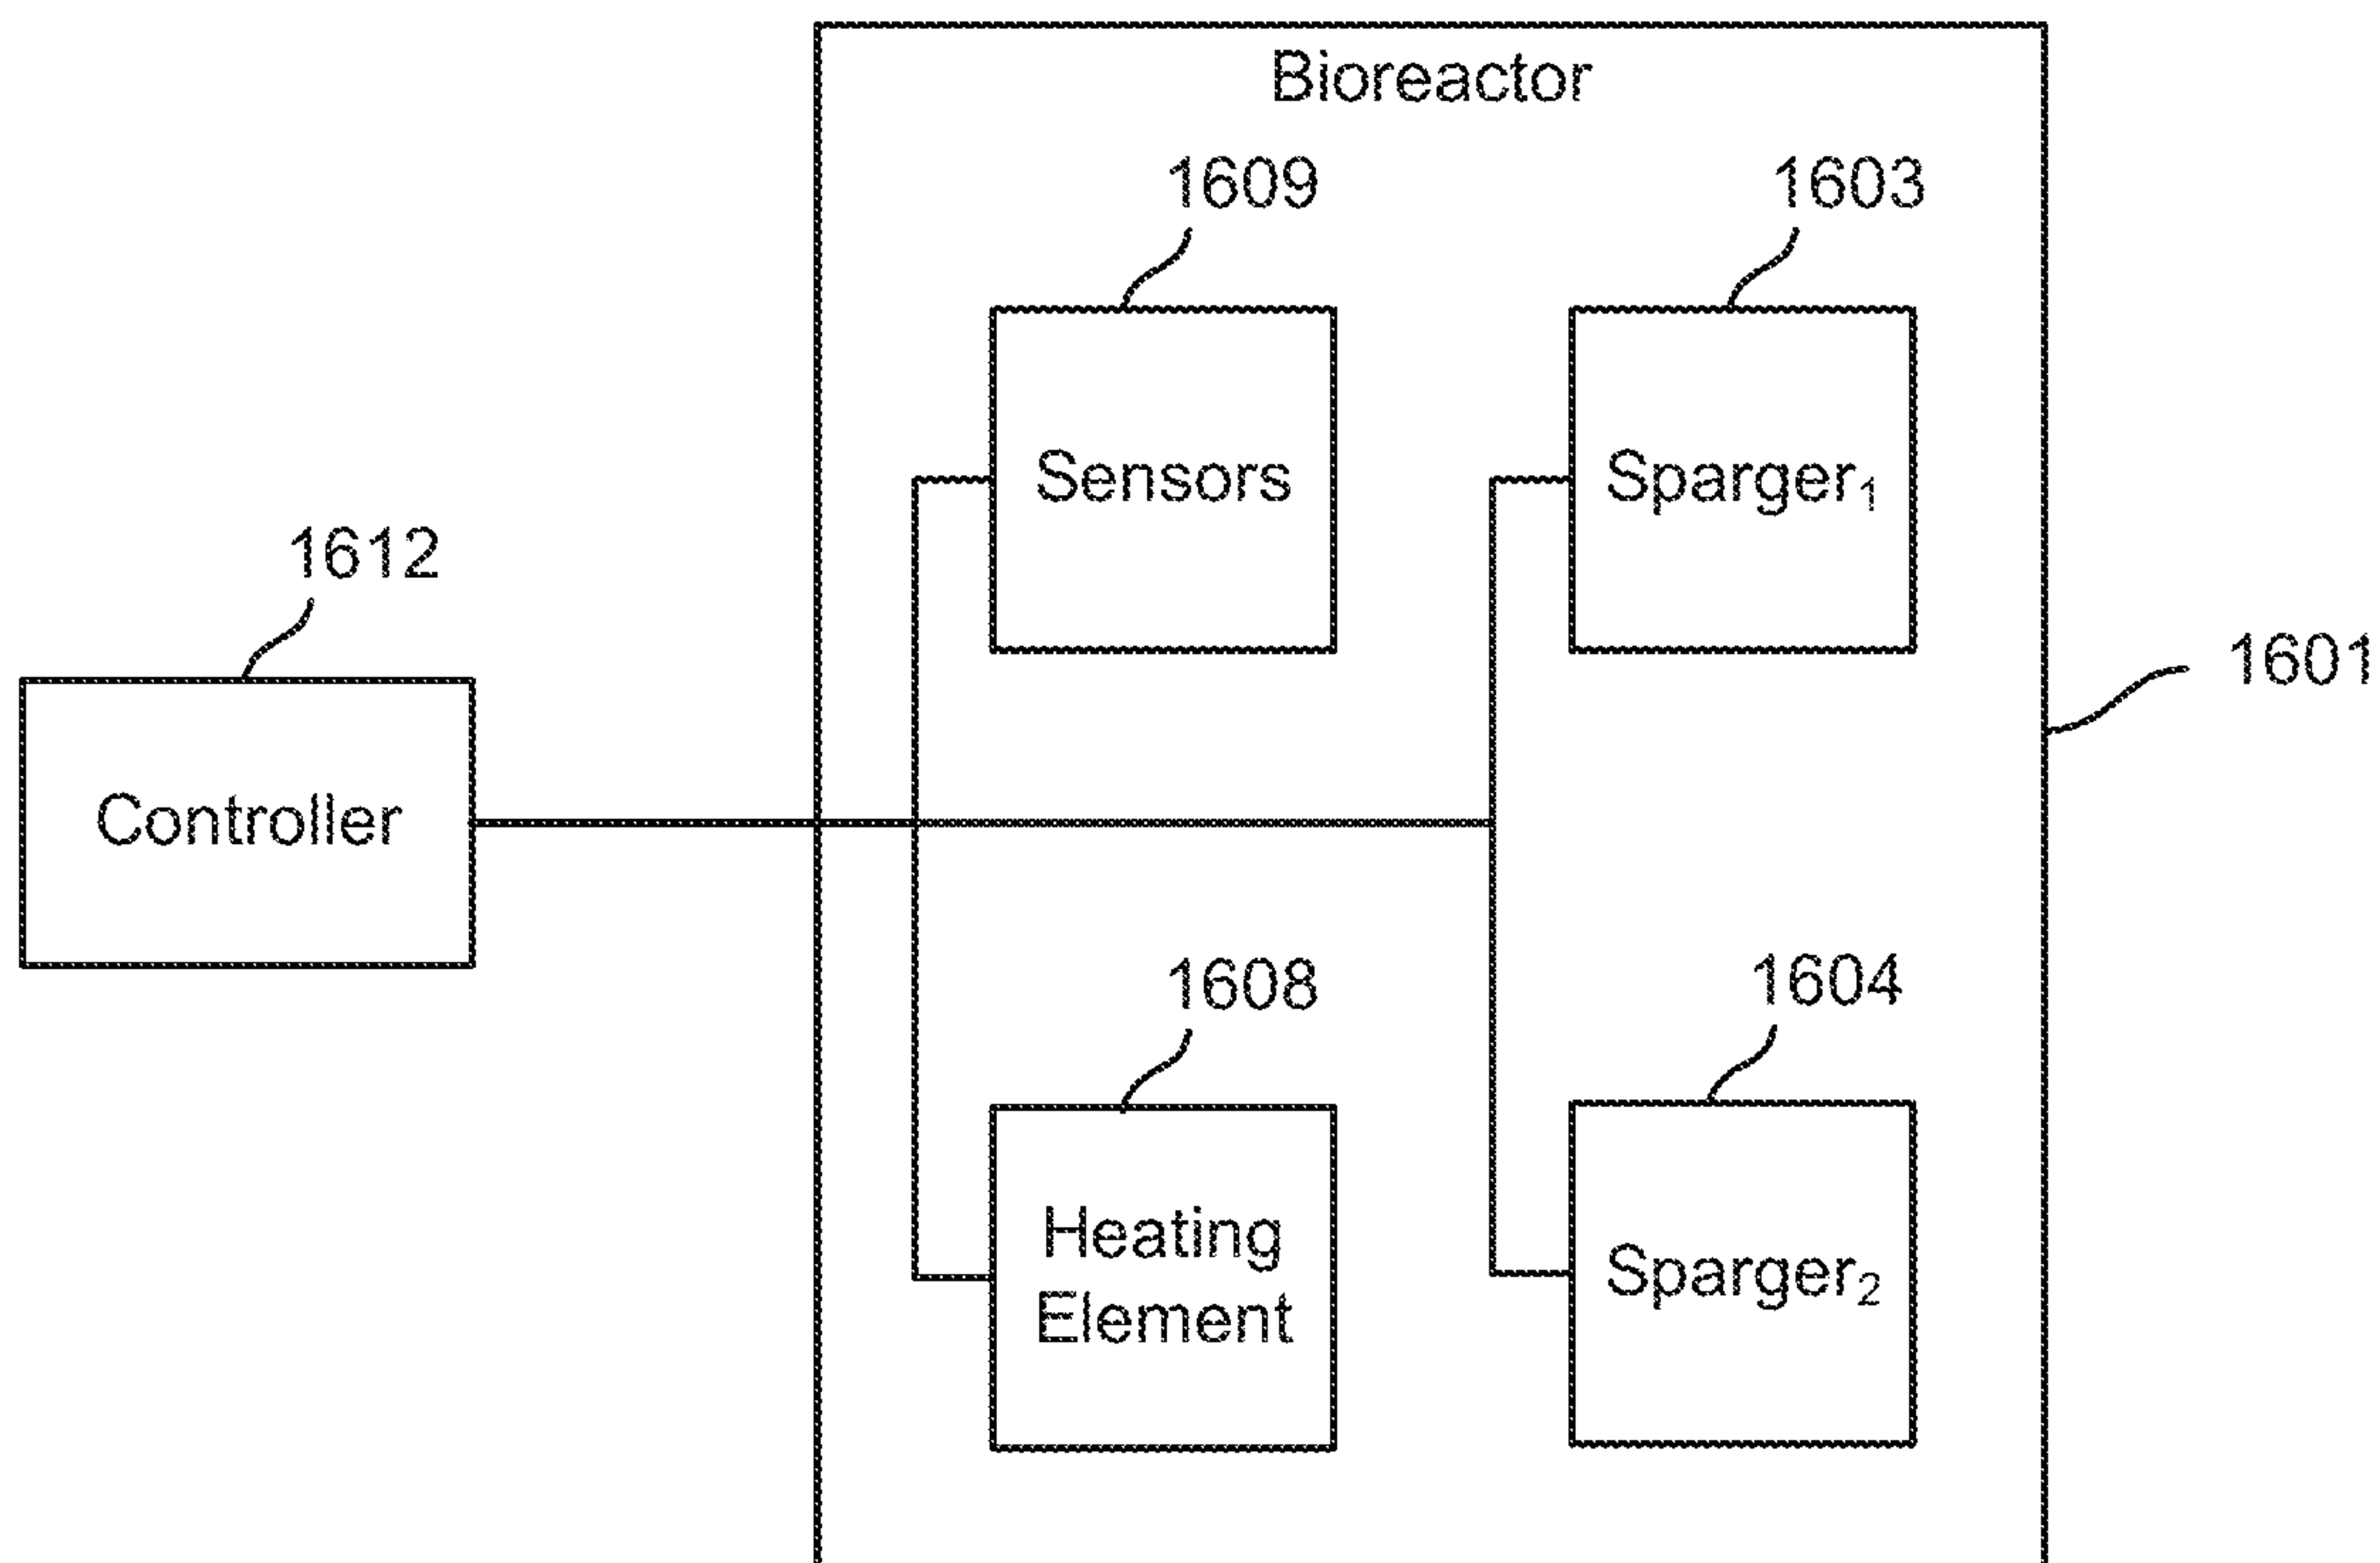 Bioreactor
1609
1603
Sensors
Sparger₁
1612
1601
Controller
1608
1604
Heating
Element
Sparger₂